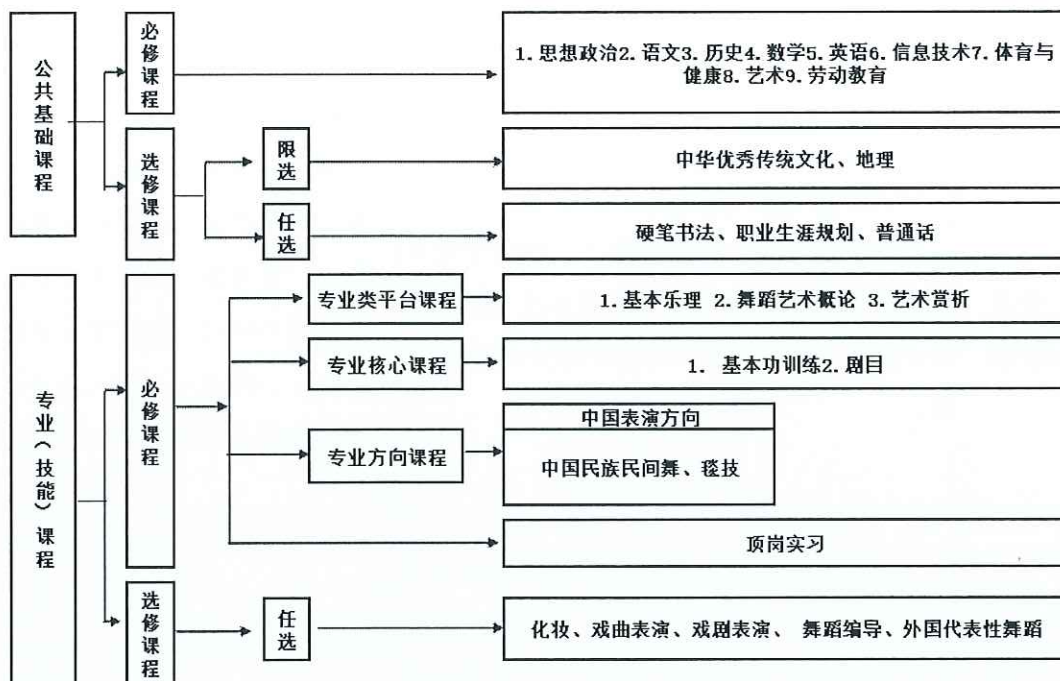 公共基础课程
必修课程
1.思想政治2.语文3.历史4.数学5.英语6.信息技术7.体育与
健康8.艺术9.劳动教育
选修课程
限选
中华优秀传统文化、地理
任选
硬笔书法、职业生涯规划、普通话
专业（技能）课程
必修课程
专业类平台课程
1.基本乐理 2.舞蹈艺术概论 3.艺术赏析
专业核心课程
1. 基本功训练2.剧目
专业方向课程
中国表演方向
中国民族民间舞、毯技
顶岗实习
选修课程
任选
化妆、戏曲表演、戏剧表演、 舞蹈编导、外国代表性舞蹈